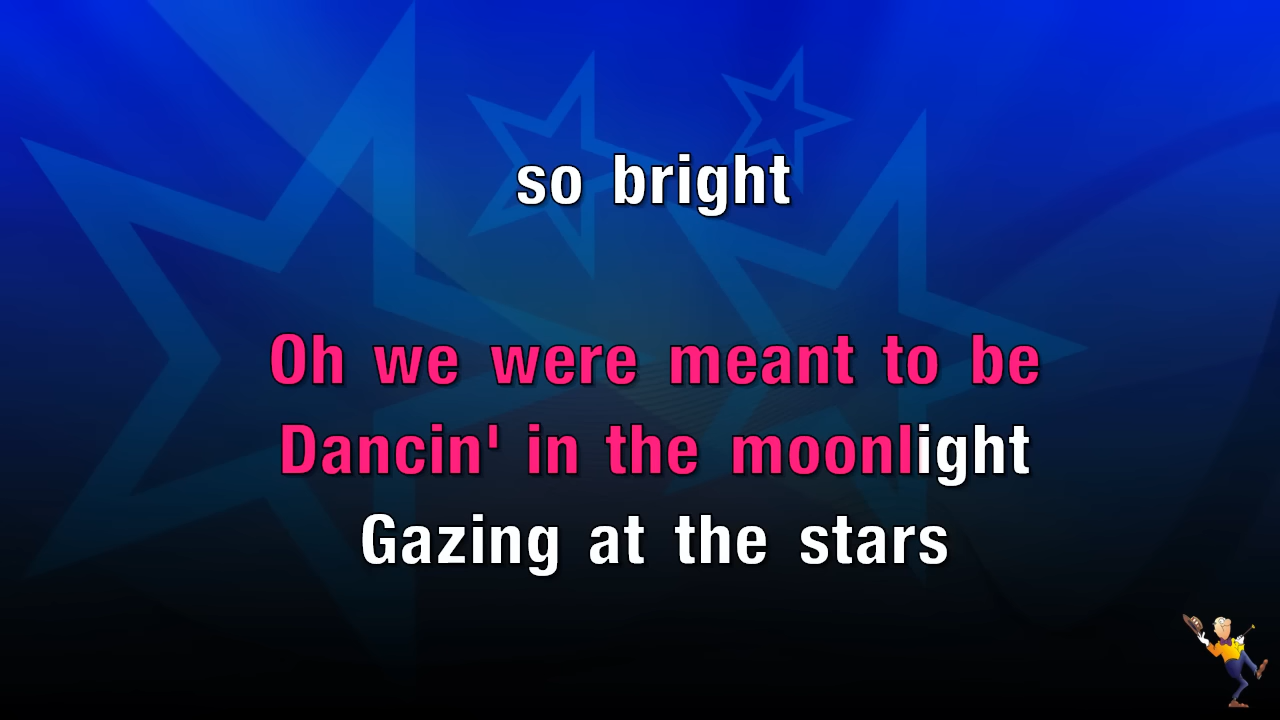 so bright
Oh we were meant to be
Dancin' in the moonlight
Gazing at the stars